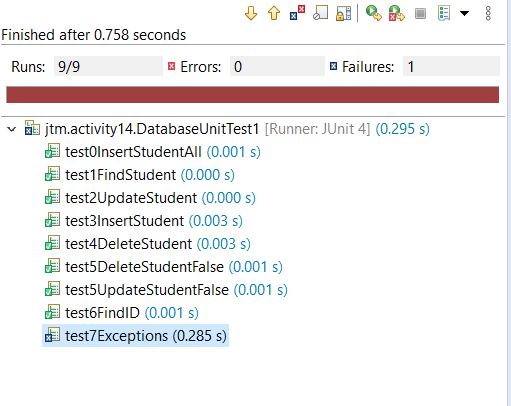 Finished after 0.758 seconds
Runs: 9/9 Errors: 0 Failures: 1
jtm.activity14.DatabaseUnitTest1 [Runner: JUnit 4] (0.295 s)
test0InsertStudentAll (0.001 s)
test1FindStudent (0.000 s)
test2UpdateStudent (0.000 s)
test3InsertStudent (0.003 s)
test4DeleteStudent (0.003 s)
test5DeleteStudentFalse (0.001 s)
test5UpdateStudentFalse (0.001 s)
test6FindID (0.001 s)
test7Exceptions (0.285 s)